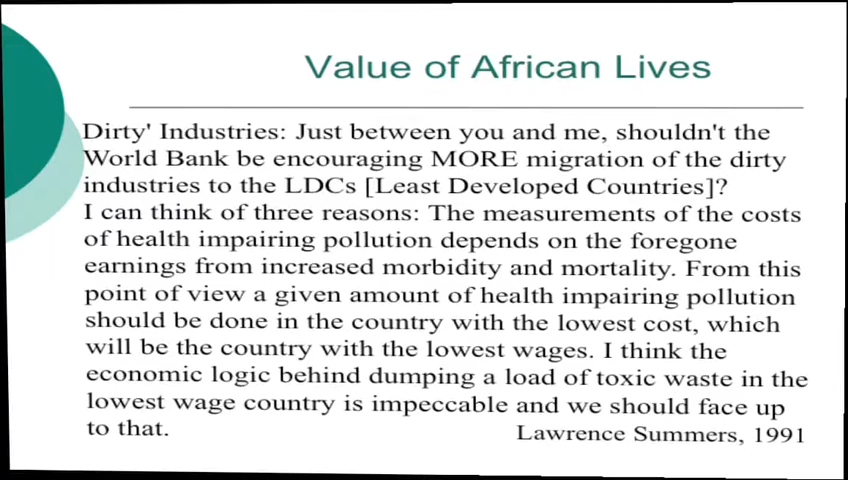 Value of African Lives
Dirty' Industries: Just between you and me, shouldn't the
World Bank be encouraging MORE migration of the dirty
industries to the LDCs [Least Developed Countries]?
I can think of three reasons: The measurements of the costs
of health impairing pollution depends on the foregone
earnings from increased morbidity and mortality. From this
point of view a given amount of health impairing pollution
should be done in the country with the lowest cost, which
will be the country with the lowest wages. I think the
economic logic behind dumping a load of toxic waste in the
lowest wage country is impeccable and we should face up
to that. Lawrence Summers, 1991